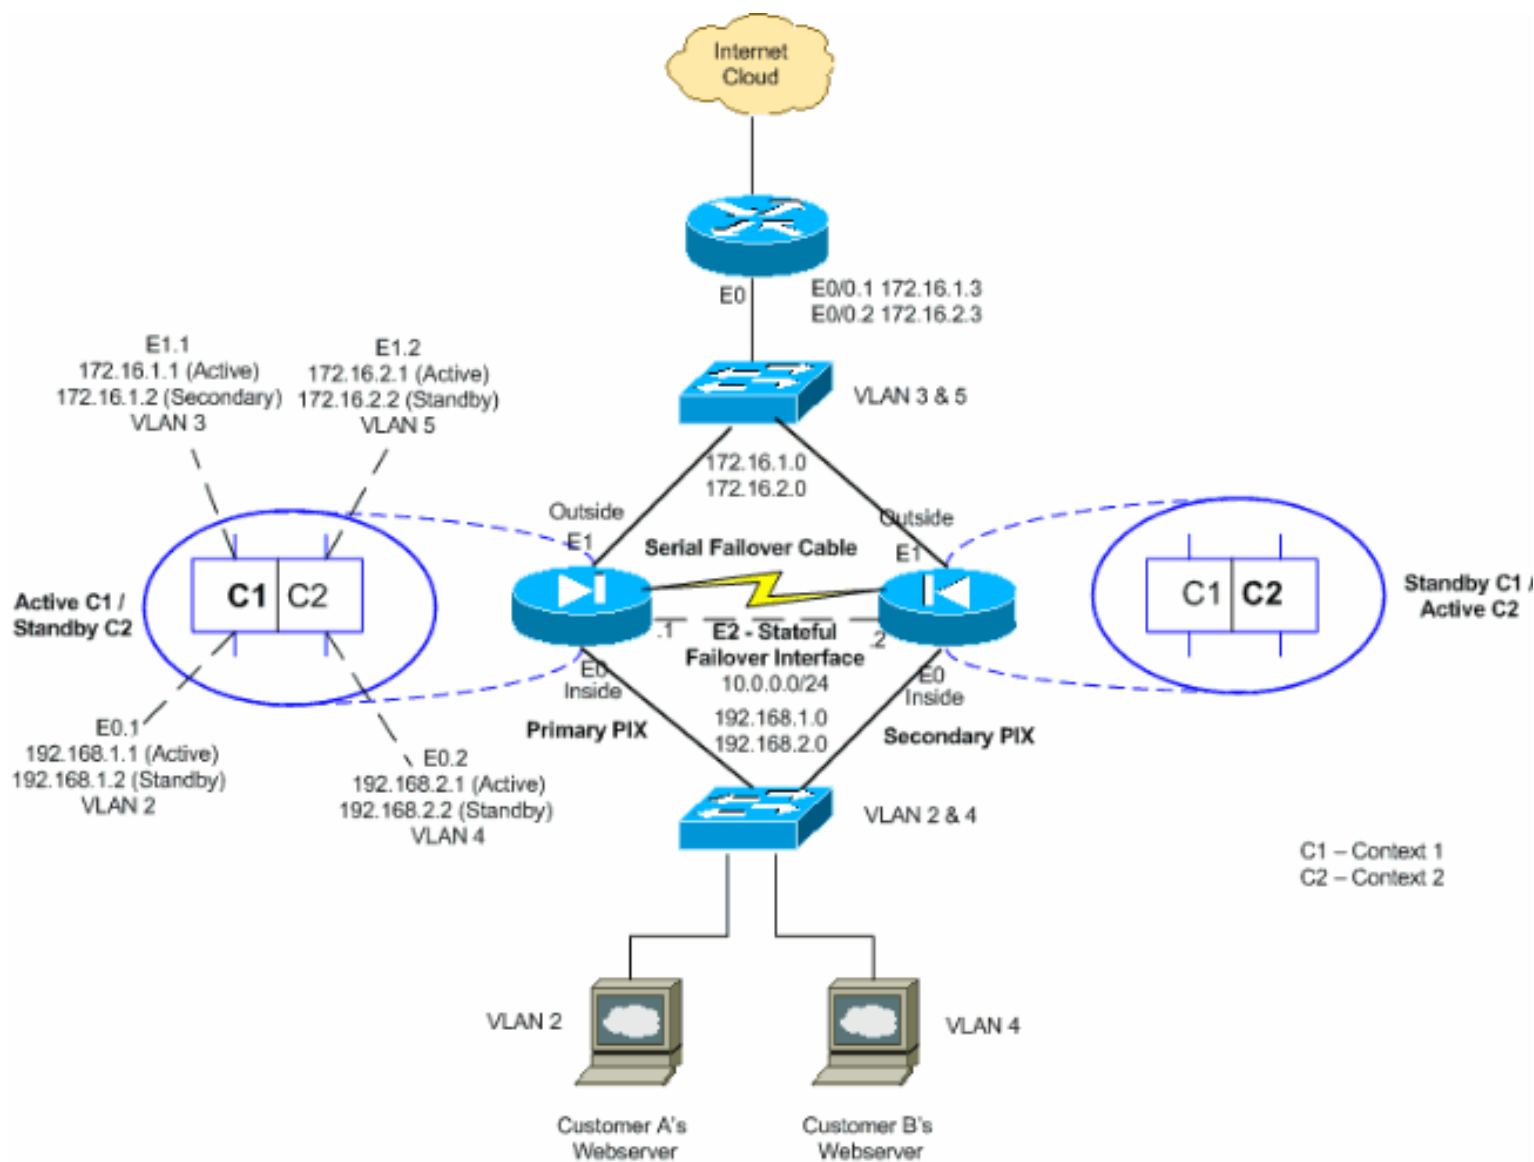 Internet
Cloud
E0
E0/0.1 172.16.1.3
E0/0.2 172.16.2.3
E1.1
172.16.1.1 (Active)
172.16.1.2 (Secondary)
VLAN 3
E1.2
172.16.2.1 (Active)
172.16.2.2 (Standby)
VLAN 5
VLAN 3 & 5
172.16.1.0
172.16.2.0
Outside
E1
Outside
E1
Serial Failover Cable
Active C1 /
Standby C2
C1 C2
C1 C2
Standby C1 /
Active C2
.1
E2 - Stateful
Failover Interface
10.0.0.0/24
.2
E0
Inside
E0
Inside
Primary PIX
192.168.1.0
192.168.2.0
Secondary PIX
E0.1
192.168.1.1 (Active)
192.168.1.2 (Standby)
VLAN 2
E0.2
192.168.2.1 (Active)
192.168.2.2 (Standby)
VLAN 4
VLAN 2 & 4
C1 – Context 1
C2 – Context 2
VLAN 2
VLAN 4
Customer A's
Webserver
Customer B's
Webserver